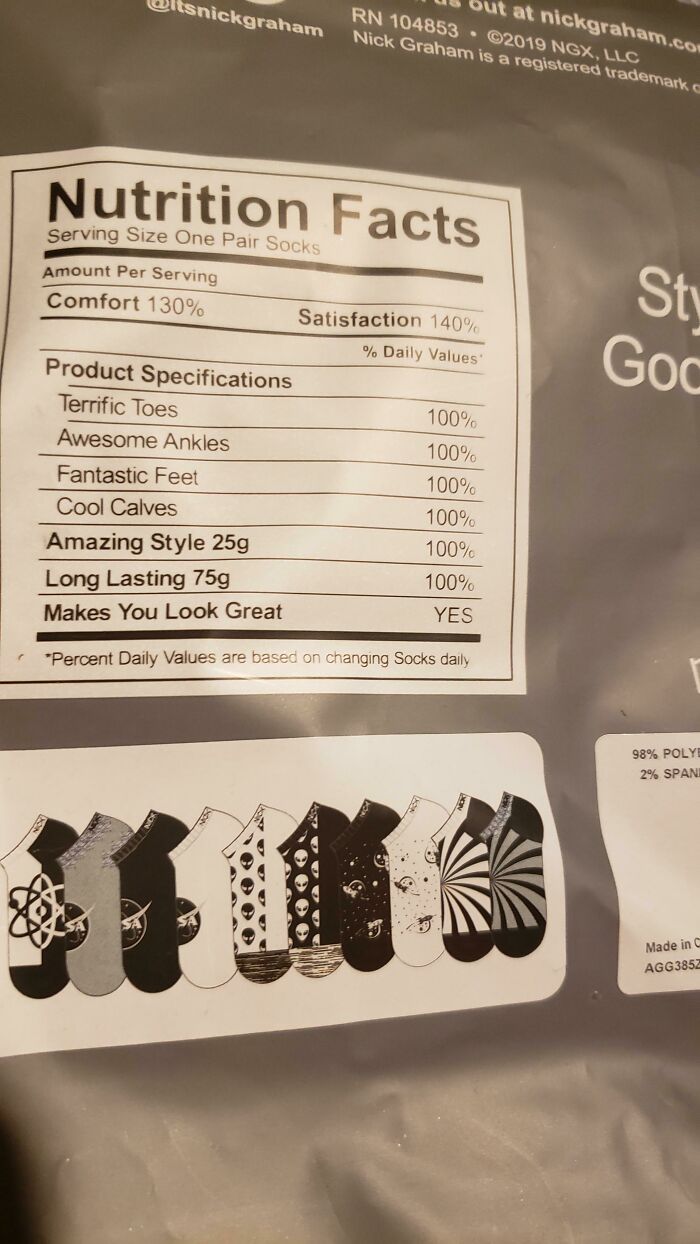 @itsnickgraham
out at nickgraham.co
RN 104853 • ©2019 NGX, LLC
Nick Graham is a registered trademark
Nutrition Facts
Serving Size One Pair Socks
Amount Per Serving
Comfort 130% Satisfaction 140%
% Daily Values*
Product Specifications
Terrific Toes 100%
Awesome Ankles 100%
Fantastic Feet 100%
Cool Calves 100%
Amazing Style 25g 100%
Long Lasting 75g 100%
Makes You Look Great YES
*Percent Daily Values are based on changing Socks daily
Sty
Goo
98% POLY
2% SPAN
Made in C
AGG385Z